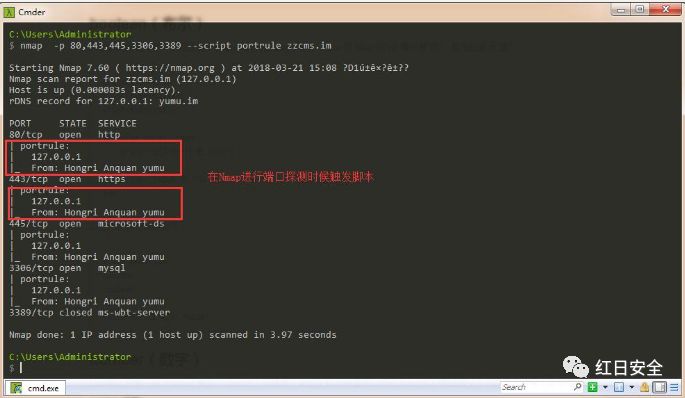 Cmder
C:\Users\Administrator
$ nmap -p 80,443,445,3306,3389 --script portrule zzcms.im
Starting Nmap 7.60 ( https://nmap.org ) at 2018-03-21 15:08 ?D1ú±ê×?ê±??
Nmap scan report for zzcms.im (127.0.0.1)
Host is up (0.000083s latency).
rDNS record for 127.0.0.1: yumu.im
PORT STATE SERVICE
80/tcp open http
| portrule:
| 127.0.0.1
|_ From: Hongri Anquan yumu
443/tcp open https
| portrule:
| 127.0.0.1
|_ From: Hongri Anquan yumu
在Nmap进行端口探测时候触发脚本
445/tcp open microsoft-ds
| portrule:
| 127.0.0.1
|_ From: Hongri Anquan yumu
3306/tcp open mysql
| portrule:
| 127.0.0.1
|_ From: Hongri Anquan yumu
3389/tcp closed ms-wbt-server
Nmap done: 1 IP address (1 host up) scanned in 3.97 seconds
C:\Users\Administrator
$
红日安全
cmd.exe
Search